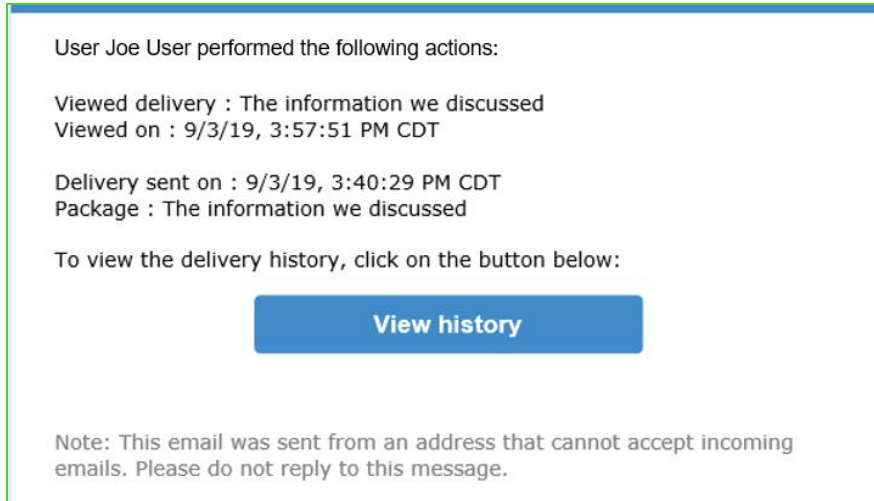 User Joe User performed the following actions:
Viewed delivery : The information we discussed
Viewed on : 9/3/19, 3:57:51 PM CDT
Delivery sent on : 9/3/19, 3:40:29 PM CDT
Package : The information we discussed
To view the delivery history, click on the button below:
View history
Note: This email was sent from an address that cannot accept incoming
emails. Please do not reply to this message.